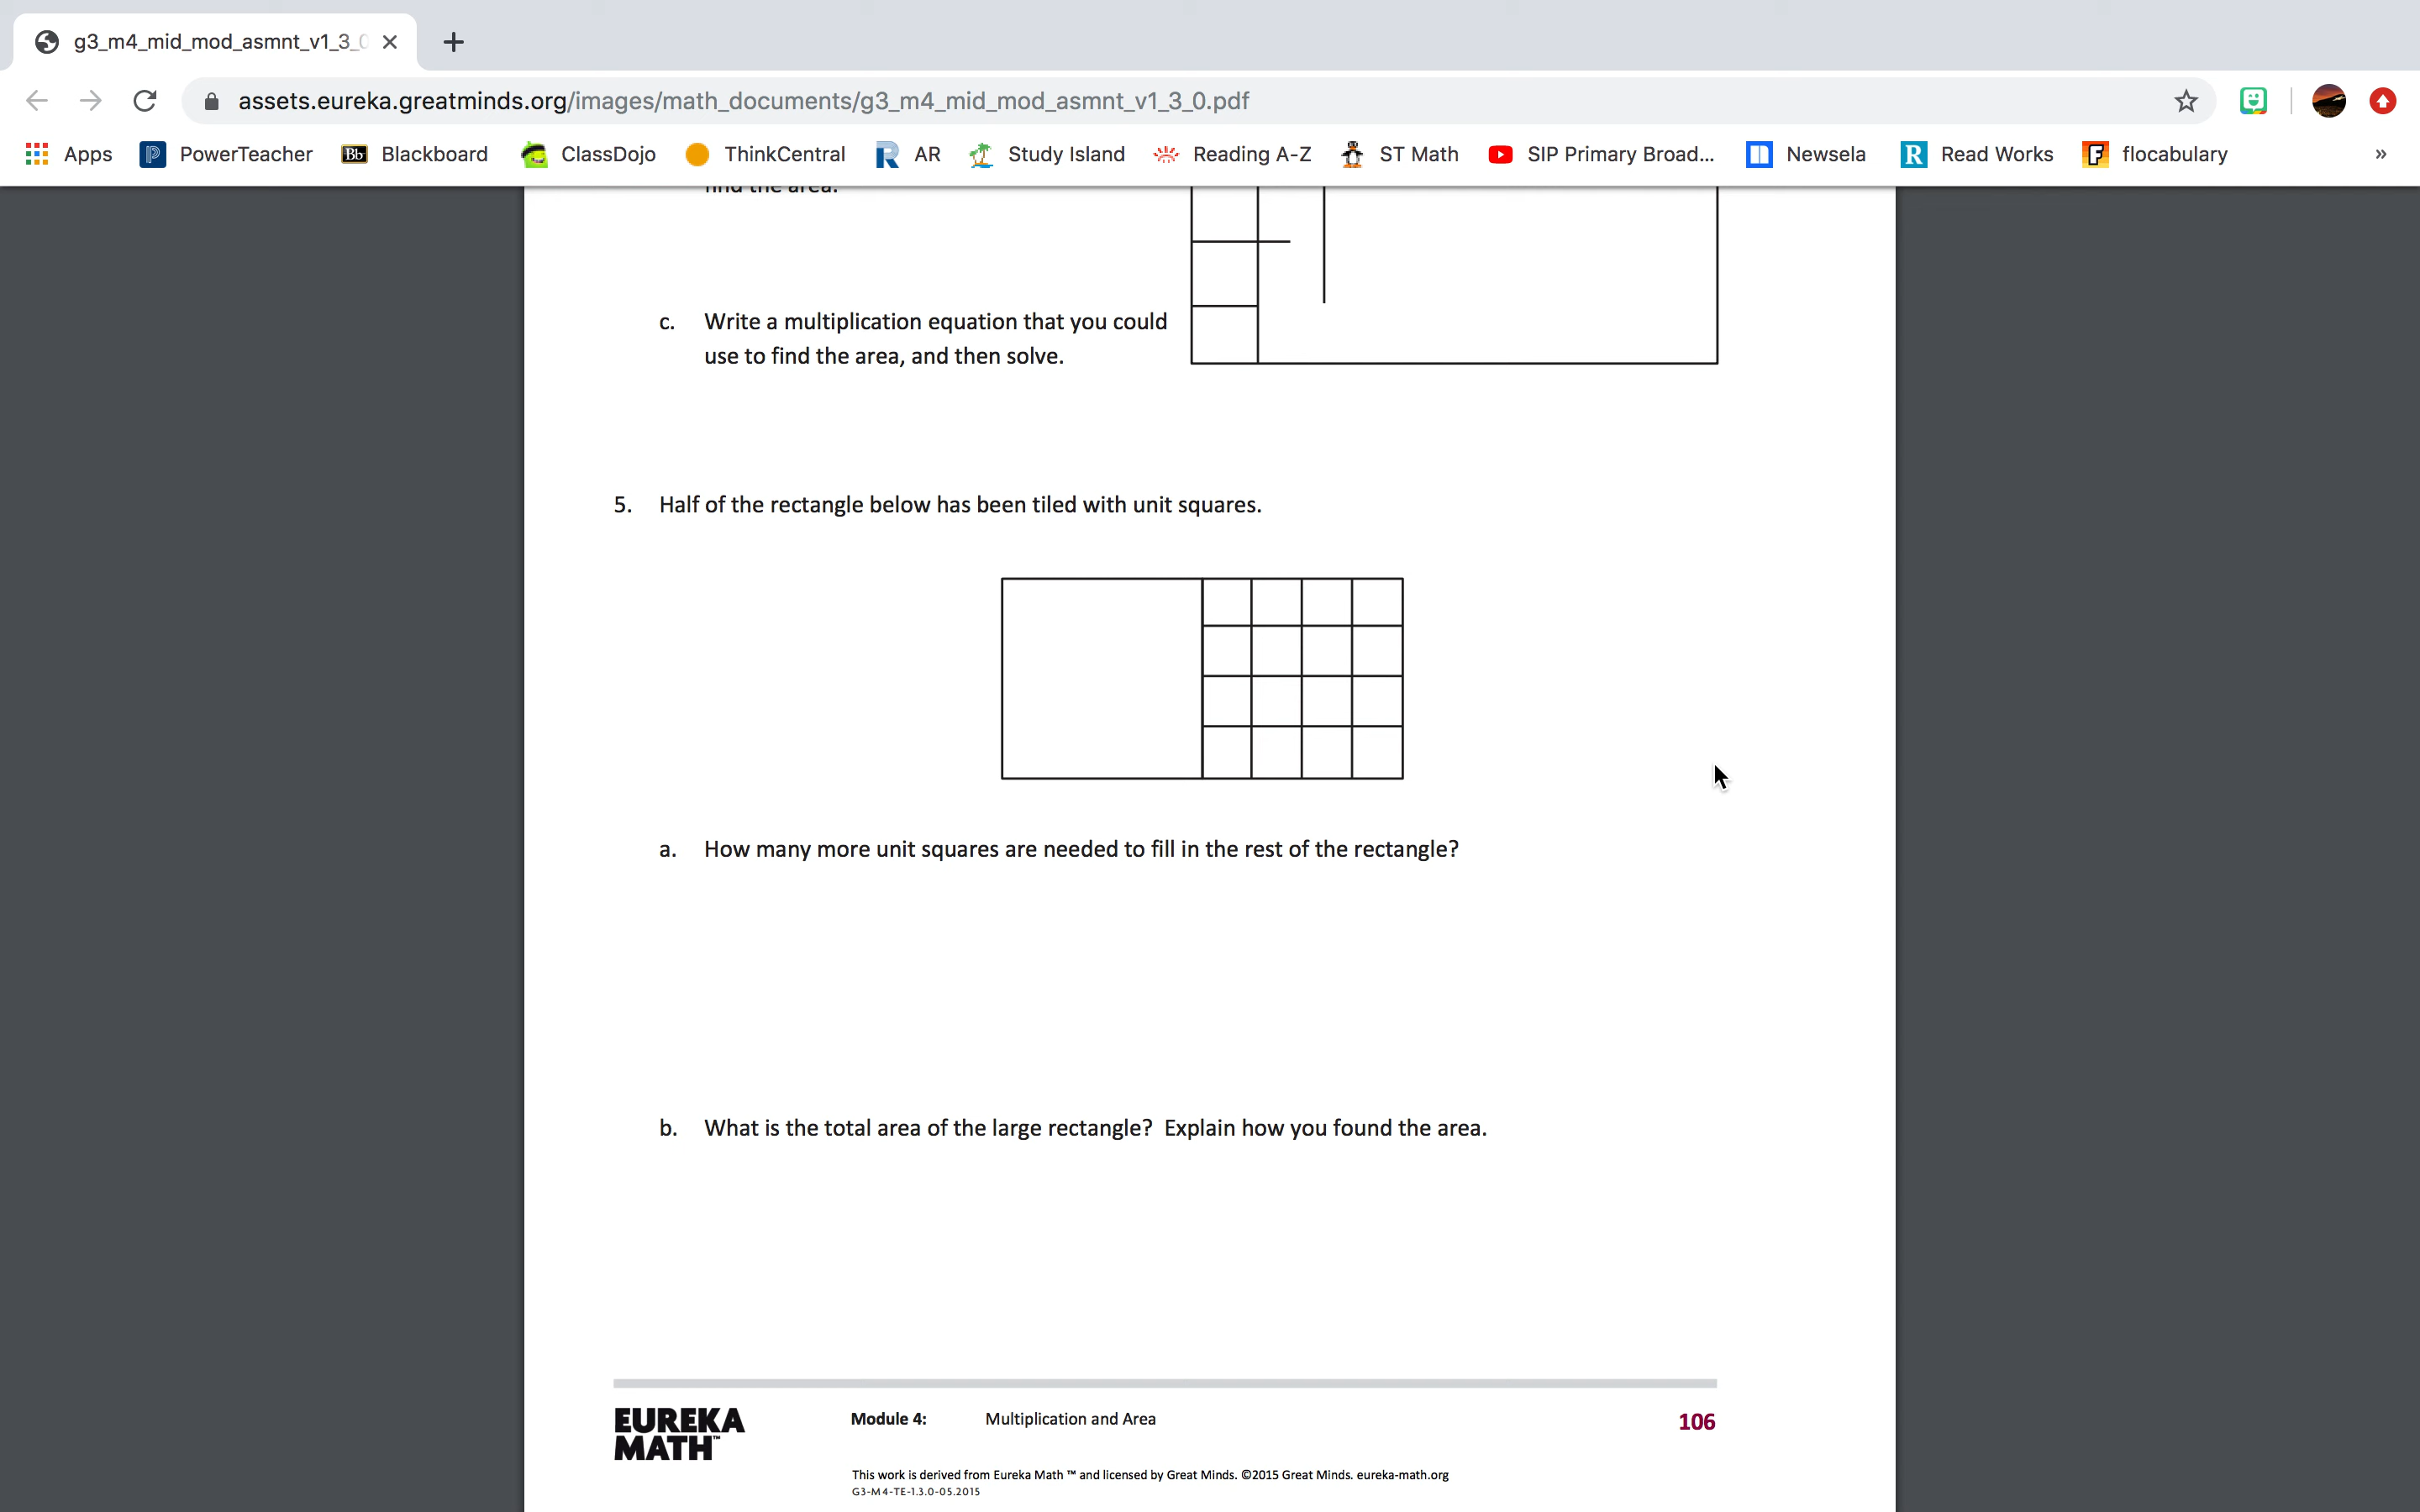 g3_m4_mid_mod_asmnt_v1_3_0
assets.eureka.greatminds.org/images/math_documents/g3_m4_mid_mod_asmnt_v1_3_0.pdf
Apps PowerTeacher Bb Blackboard ClassDojo ThinkCentral AR Study Island Reading A-Z ST Math SIP Primary Broad... Newsela Read Works flocabulary »
find the area.
c. Write a multiplication equation that you could
use to find the area, and then solve.
5. Half of the rectangle below has been tiled with unit squares.
a. How many more unit squares are needed to fill in the rest of the rectangle?
b. What is the total area of the large rectangle? Explain how you found the area.
EUREKA
MATH™
Module 4: Multiplication and Area
106
This work is derived from Eureka Math ™ and licensed by Great Minds. ©2015 Great Minds. eureka-math.org
G3-M4-TE-1.3.0-05.2015